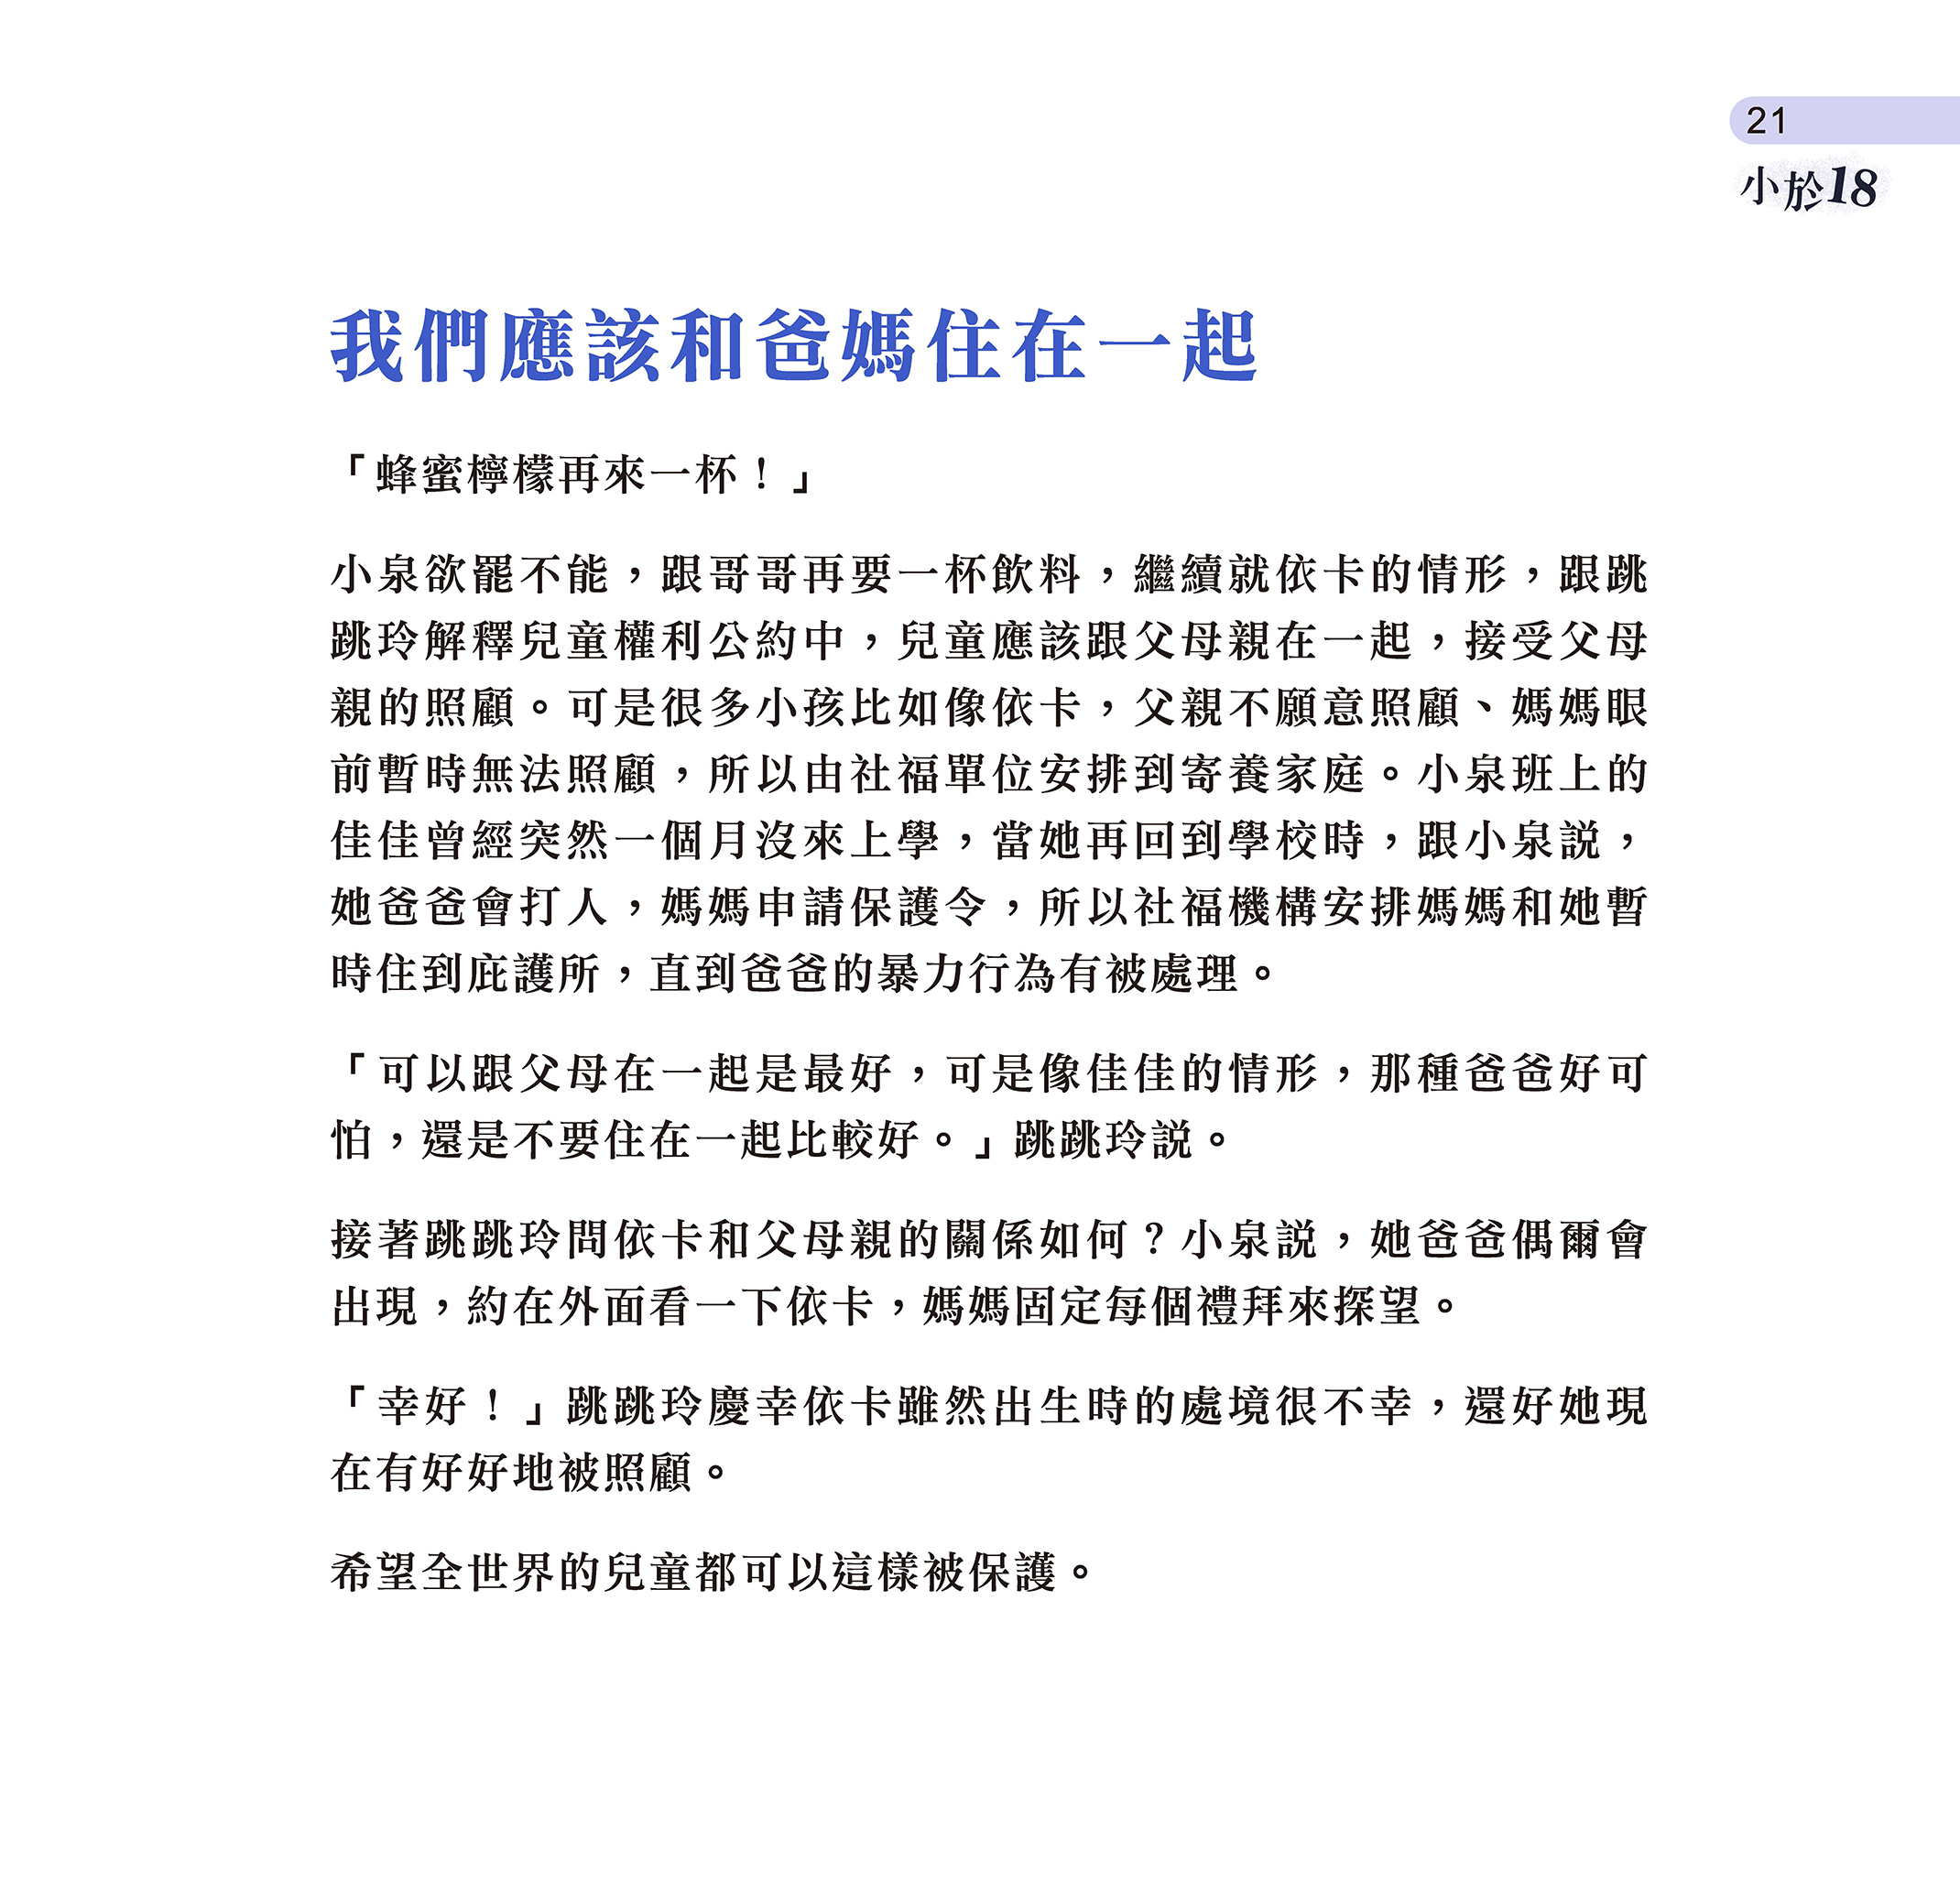 21
小於18
我們應該和爸媽住在一起
「蜂蜜檸檬再來一杯！」
小泉欲罷不能，跟哥哥再要一杯飲料，繼續就依卡的情形，跟跳
跳玲解釋兒童權利公約中，兒童應該跟父母親在一起，接受父母
親的照顧。可是很多小孩比如像依卡，父親不願意照顧、媽媽眼
前暫時無法照顧，所以由社福單位安排到寄養家庭。小泉班上的
佳佳曾經突然一個月沒來上學，當她再回到學校時，跟小泉説，
她爸爸會打人，媽媽申請保護令，所以社福機構安排媽媽和她暫
時住到庇護所，直到爸爸的暴力行為有被處理。
「可以跟父母在一起是最好，可是像佳佳的情形，那種爸爸好可
怕，還是不要住在一起比較好。」跳跳玲説。
接著跳跳玲問依卡和父母親的關係如何？小泉説，她爸爸偶爾會
出現，約在外面看一下依卡，媽媽固定每個禮拜來探望。
「幸好！」跳跳玲慶幸依卡雖然出生時的處境很不幸，還好她現
在有好好地被照顧。
希望全世界的兒童都可以這樣被保護。